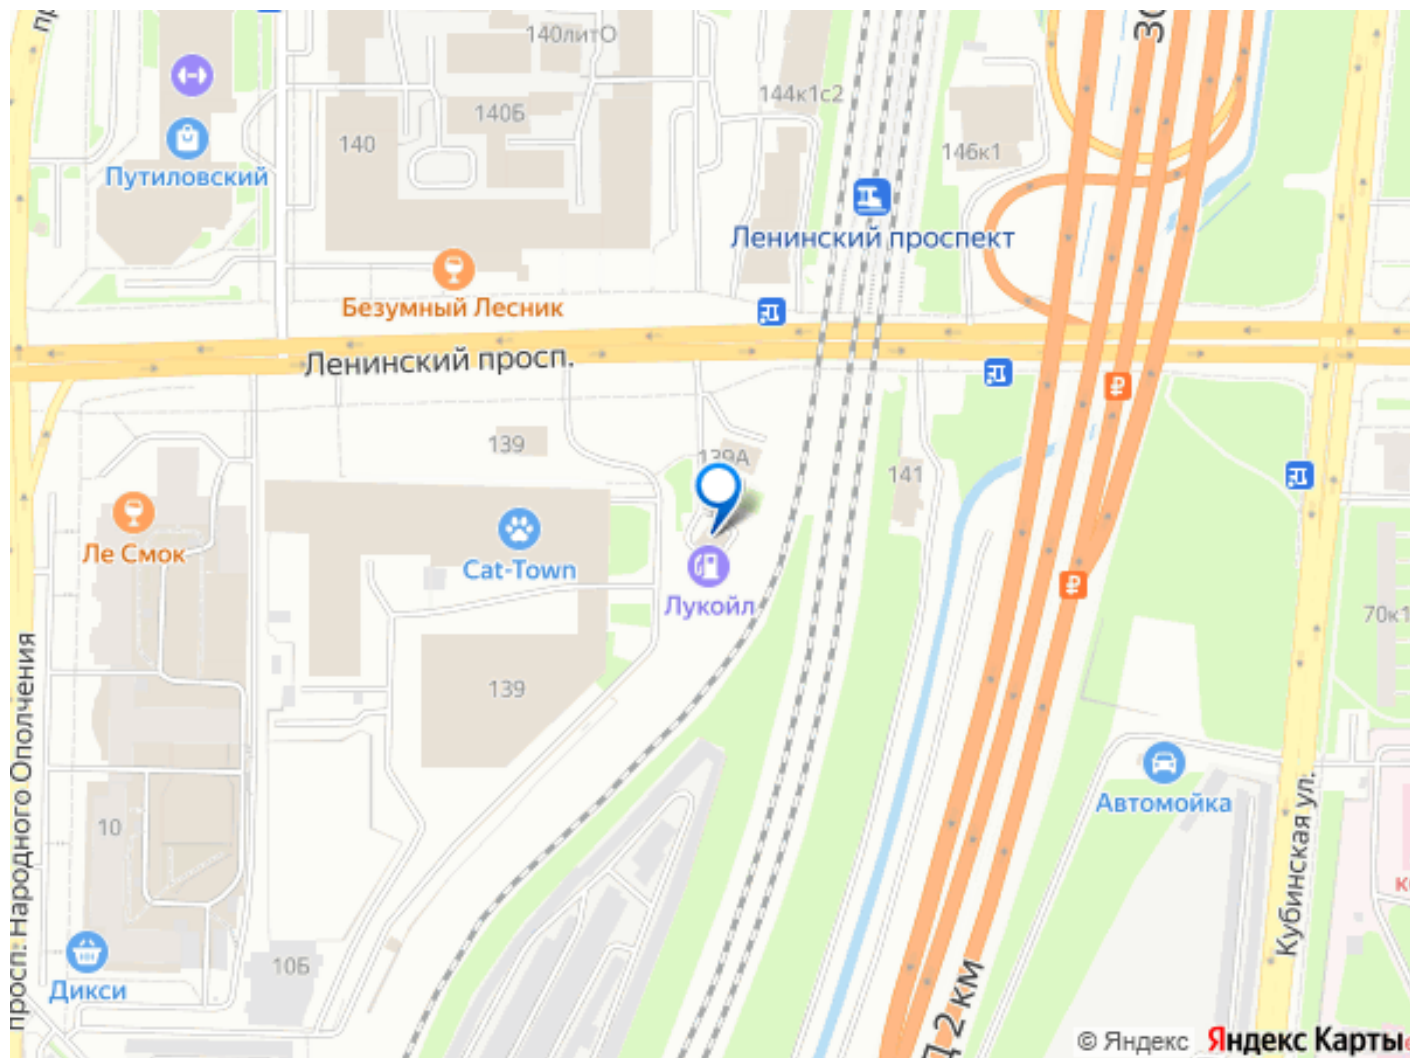 140литО
ЗС
144к1с2
140Б
140
146к1
Путиловский
Ленинский проспект
Безумный Лесник
Ленинский просп.
139
139А
141
Ле Смок
Cat-Town
Лукойл
70к1
139
просп. Народного Ополчения
Автомойка
10
Кубинская ул.
10Б
Дикси
Д 2 км
© Яндекс
Яндекс Карты